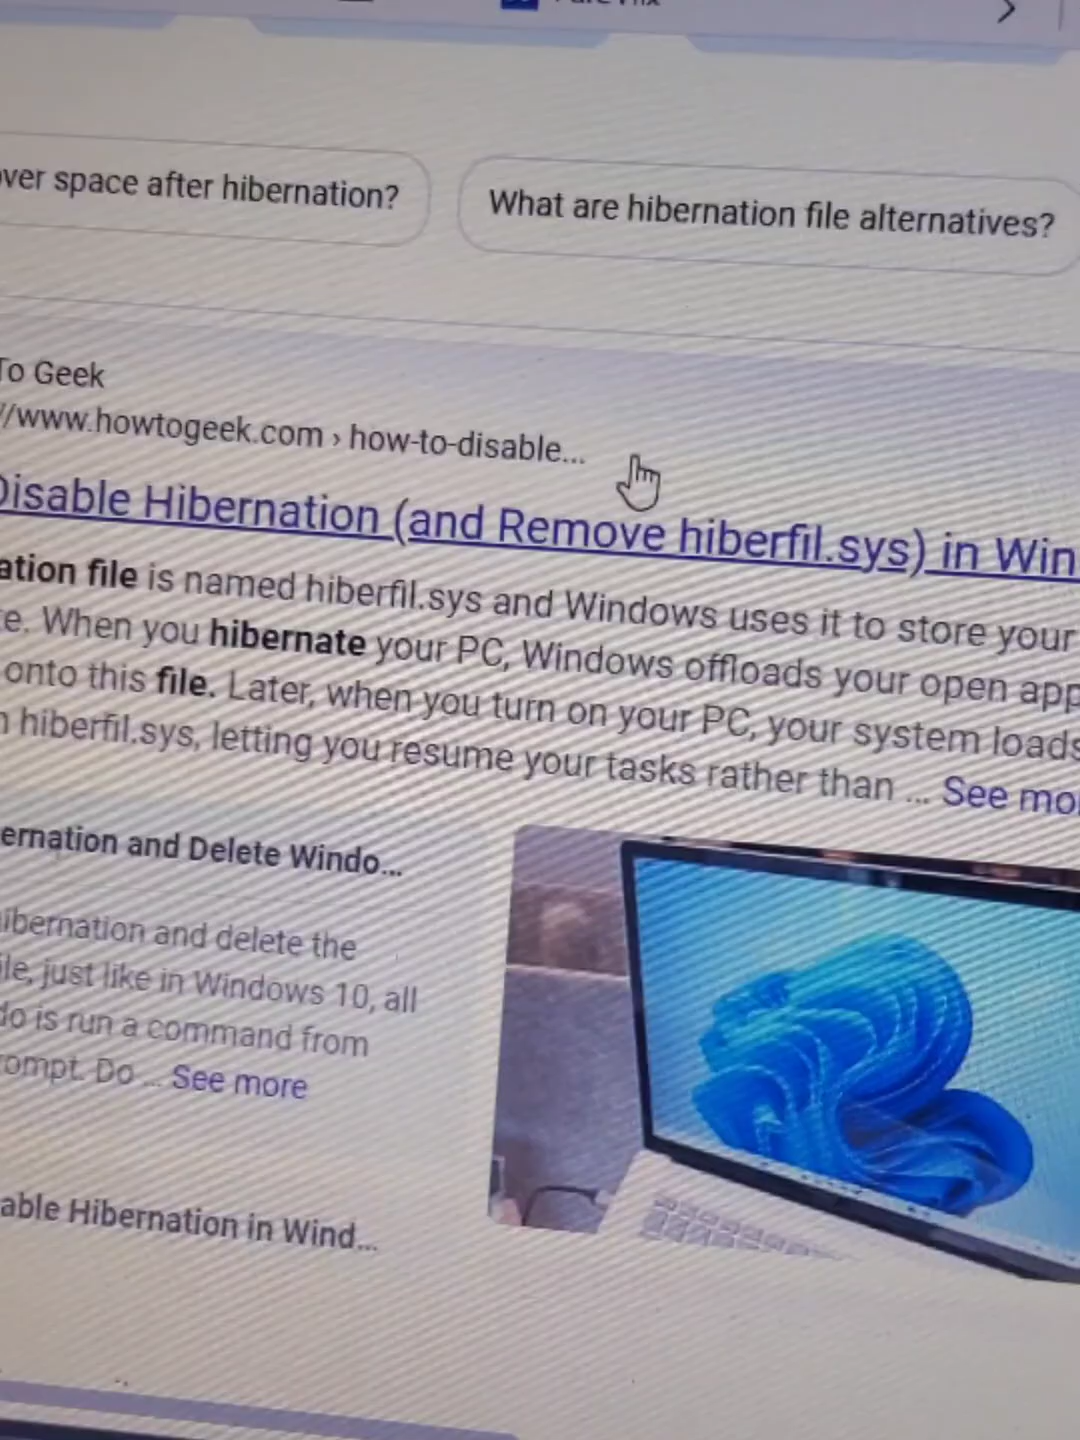 over space after hibernation?
What are hibernation file alternatives?
To Geek
//www.howtogeek.com › how-to-disable...
Disable Hibernation (and Remove hiberfil.sys) in Win
ation file is named hiberfil.sys and Windows uses it to store your
e. When you hibernate your PC, Windows offloads your open app
onto this file. Later, when you turn on your PC, your system loads
hiberfil.sys, letting you resume your tasks rather than ... See mo
ernation and Delete Windo...
ibernation and delete the
ile, just like in Windows 10, all
do is run a command from
rompt. Do ... See more
able Hibernation in Wind...